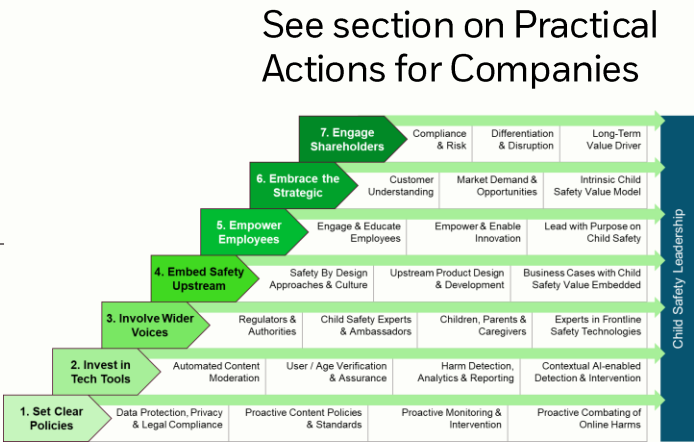 See section on Practical
Actions for Companies
7. Engage
Shareholders
Compliance
& Risk
Differentiation
& Disruption
Long-Term
Value Driver
6. Embrace the
Strategic
Customer
Understanding
Market Demand &
Opportunities
Intrinsic Child
Safety Value Model
5. Empower
Employees
Engage & Educate
Employees
Empower & Enable
Innovation
Lead with Purpose on
Child Safety
4. Embed Safety
Upstream
Safety By Design
Approaches & Culture
Upstream Product Design
& Development
Business Cases with Child
Safety Value Embedded
3. Involve Wider
Voices
Regulators &
Authorities
Child Safety Experts
& Ambassadors
Children, Parents &
Caregivers
Experts in Frontline
Safety Technologies
2. Invest in
Tech Tools
Automated Content
Moderation
User / Age Verification
& Assurance
Harm Detection,
Analytics & Reporting
Contextual AI-enabled
Detection & Intervention
1. Set Clear
Policies
Data Protection, Privacy
& Legal Compliance
Proactive Content Policies
& Standards
Proactive Monitoring &
Intervention
Proactive Combating of
Online Harms
Child Safety Leadership